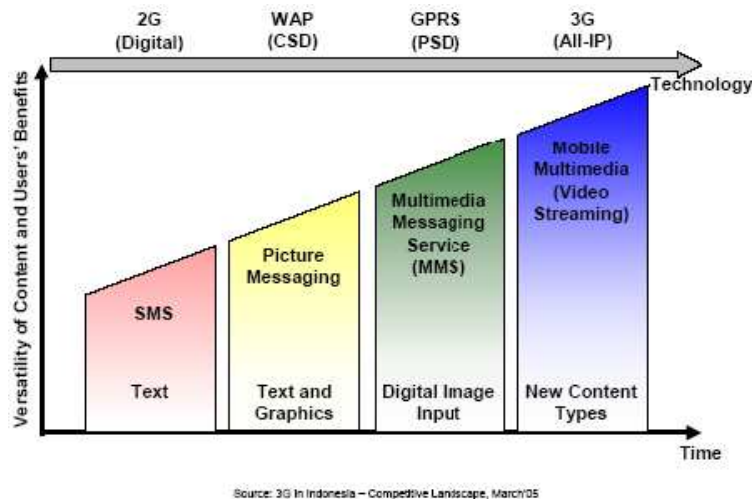 2G
(Digital)
WAP
(CSD)
GPRS
(PSD)
3G
(All-IP)
Technology
Versatility of Content and Users' Benefits
SMS
Text
Picture
Messaging
Text and
Graphics
Multimedia
Messaging
Service
(MMS)
Digital Image
Input
Mobile
Multimedia
(Video
Streaming)
New Content
Types
Time
Source: 3G in Indonesia – Competitive Landscape, March'05